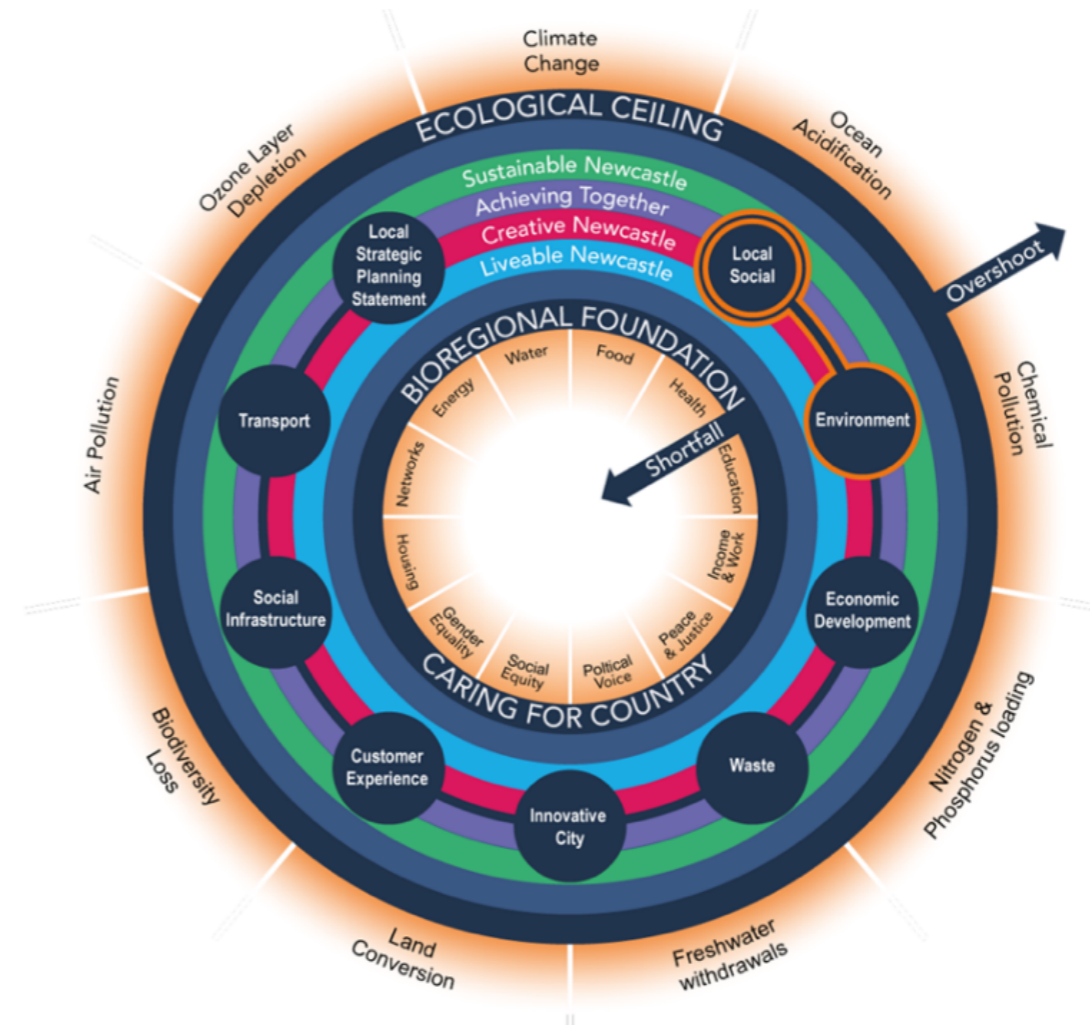 Climate
Change
Ocean
Acidification
Overshoot
Chemical
Pollution
Nitrogen &
Phosphorus loading
Freshwater
withdrawals
Land
Conversion
Biodiversity
Loss
Air Pollution
Ozone Layer
Depletion
ECOLOGICAL CEILING
Sustainable Newcastle
Achieving Together
Creative Newcastle
Liveable Newcastle
Local
Social
Environment
Economic
Development
Waste
Innovative
City
Customer
Experience
Social
Infrastructure
Transport
Local
Strategic
Planning
Statement
BIOREGIONAL FOUNDATION
Water
Food
Health
Shortfall
Education
Income
& Work
Peace
& Justice
Poltical
Voice
Social
Equity
Gender
Equality
Housing
Networks
Energy
CARING FOR COUNTRY